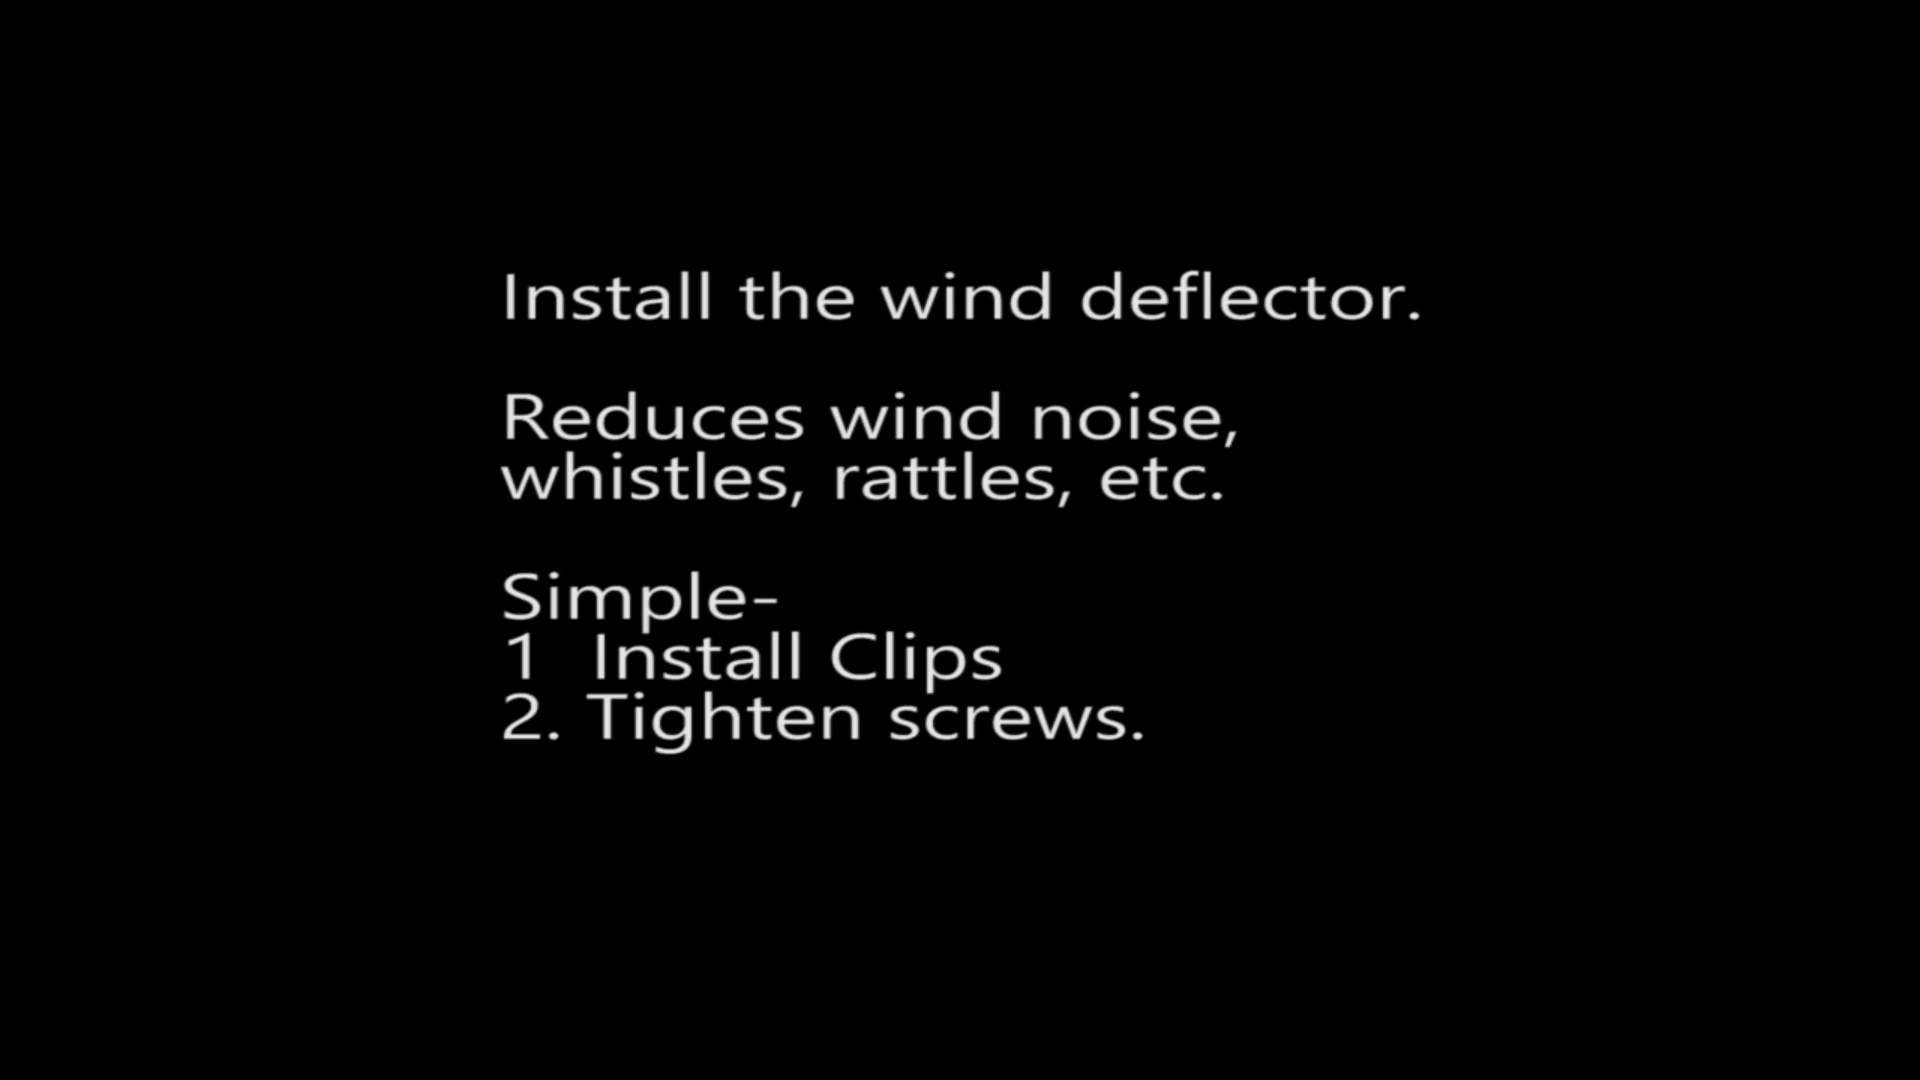 Install the wind deflector.
Reduces wind noise,
whistles, rattles, etc.
Simple-
1  Install Clips
2. Tighten screws.